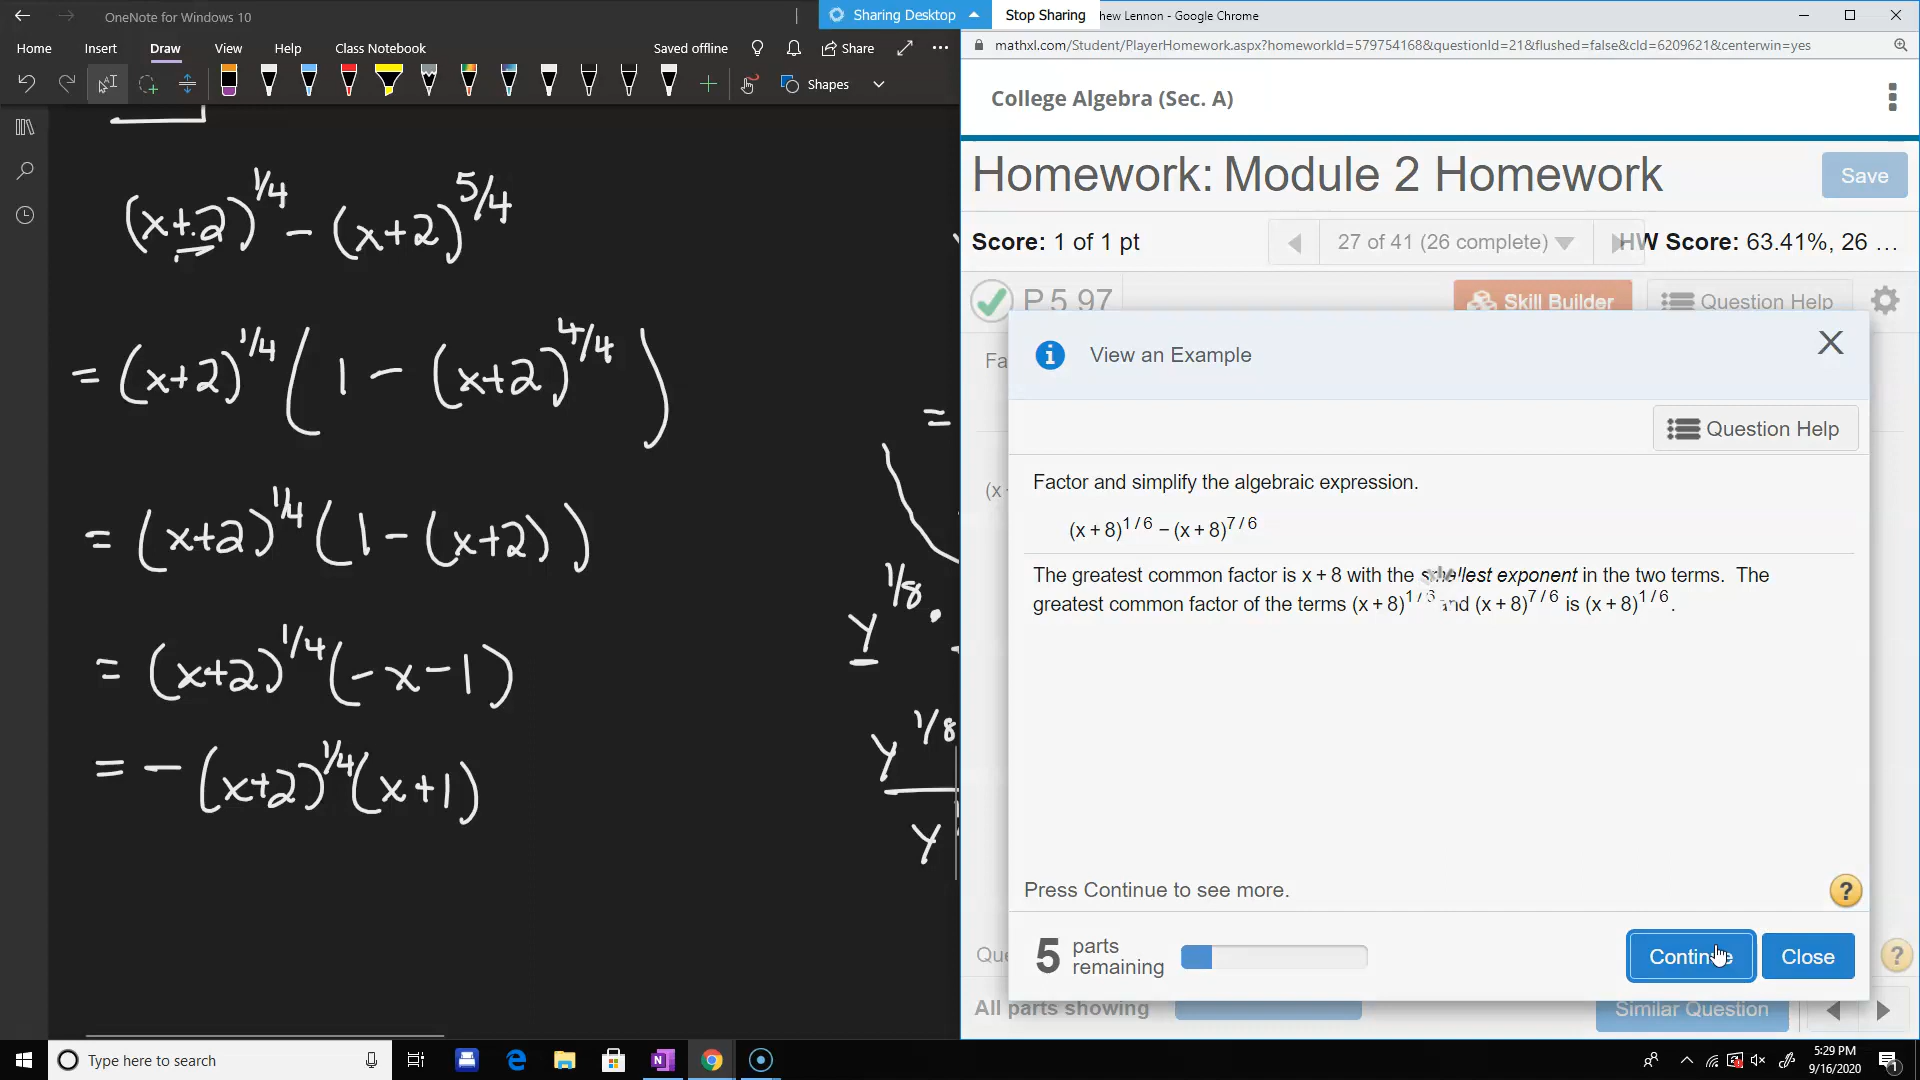 OneNote for Windows 10
Sharing Desktop
Stop Sharing
hew Lennon - Google Chrome
Home Insert Draw View Help Class Notebook Saved offline Share
mathxl.com/Student/PlayerHomework.aspx?homeworkId=579754168&questionId=21&flushed=false&cId=6209621&centerwin=yes
Shapes
College Algebra (Sec. A)
Homework: Module 2 Homework
Save
Score: 1 of 1 pt
27 of 41 (26 complete)
HW Score: 63.41%, 26 ...
P.5.97
Skill Builder
Question Help
Fa
(x
View an Example
Question Help
Factor and simplify the algebraic expression.
(x + 8)^1/6 − (x + 8)^7/6
The greatest common factor is x + 8 with the smallest exponent in the two terms. The
greatest common factor of the terms (x + 8)^1/6 and (x + 8)^7/6 is (x + 8)^1/6.
Press Continue to see more.
?
5 parts remaining
Continue
Close
Que
?
All parts showing
Similar Question
(x+2)^1/4 − (x+2)^5/4
= (x+2)^1/4 (1 − (x+2)^4/4)
= (x+2)^1/4 (1 − (x+2))
= (x+2)^1/4 (−x−1)
= −(x+2)^1/4 (x+1)
=
y^1/8 ·
y^1/8
y
Type here to search
5:29 PM
9/16/2020
1